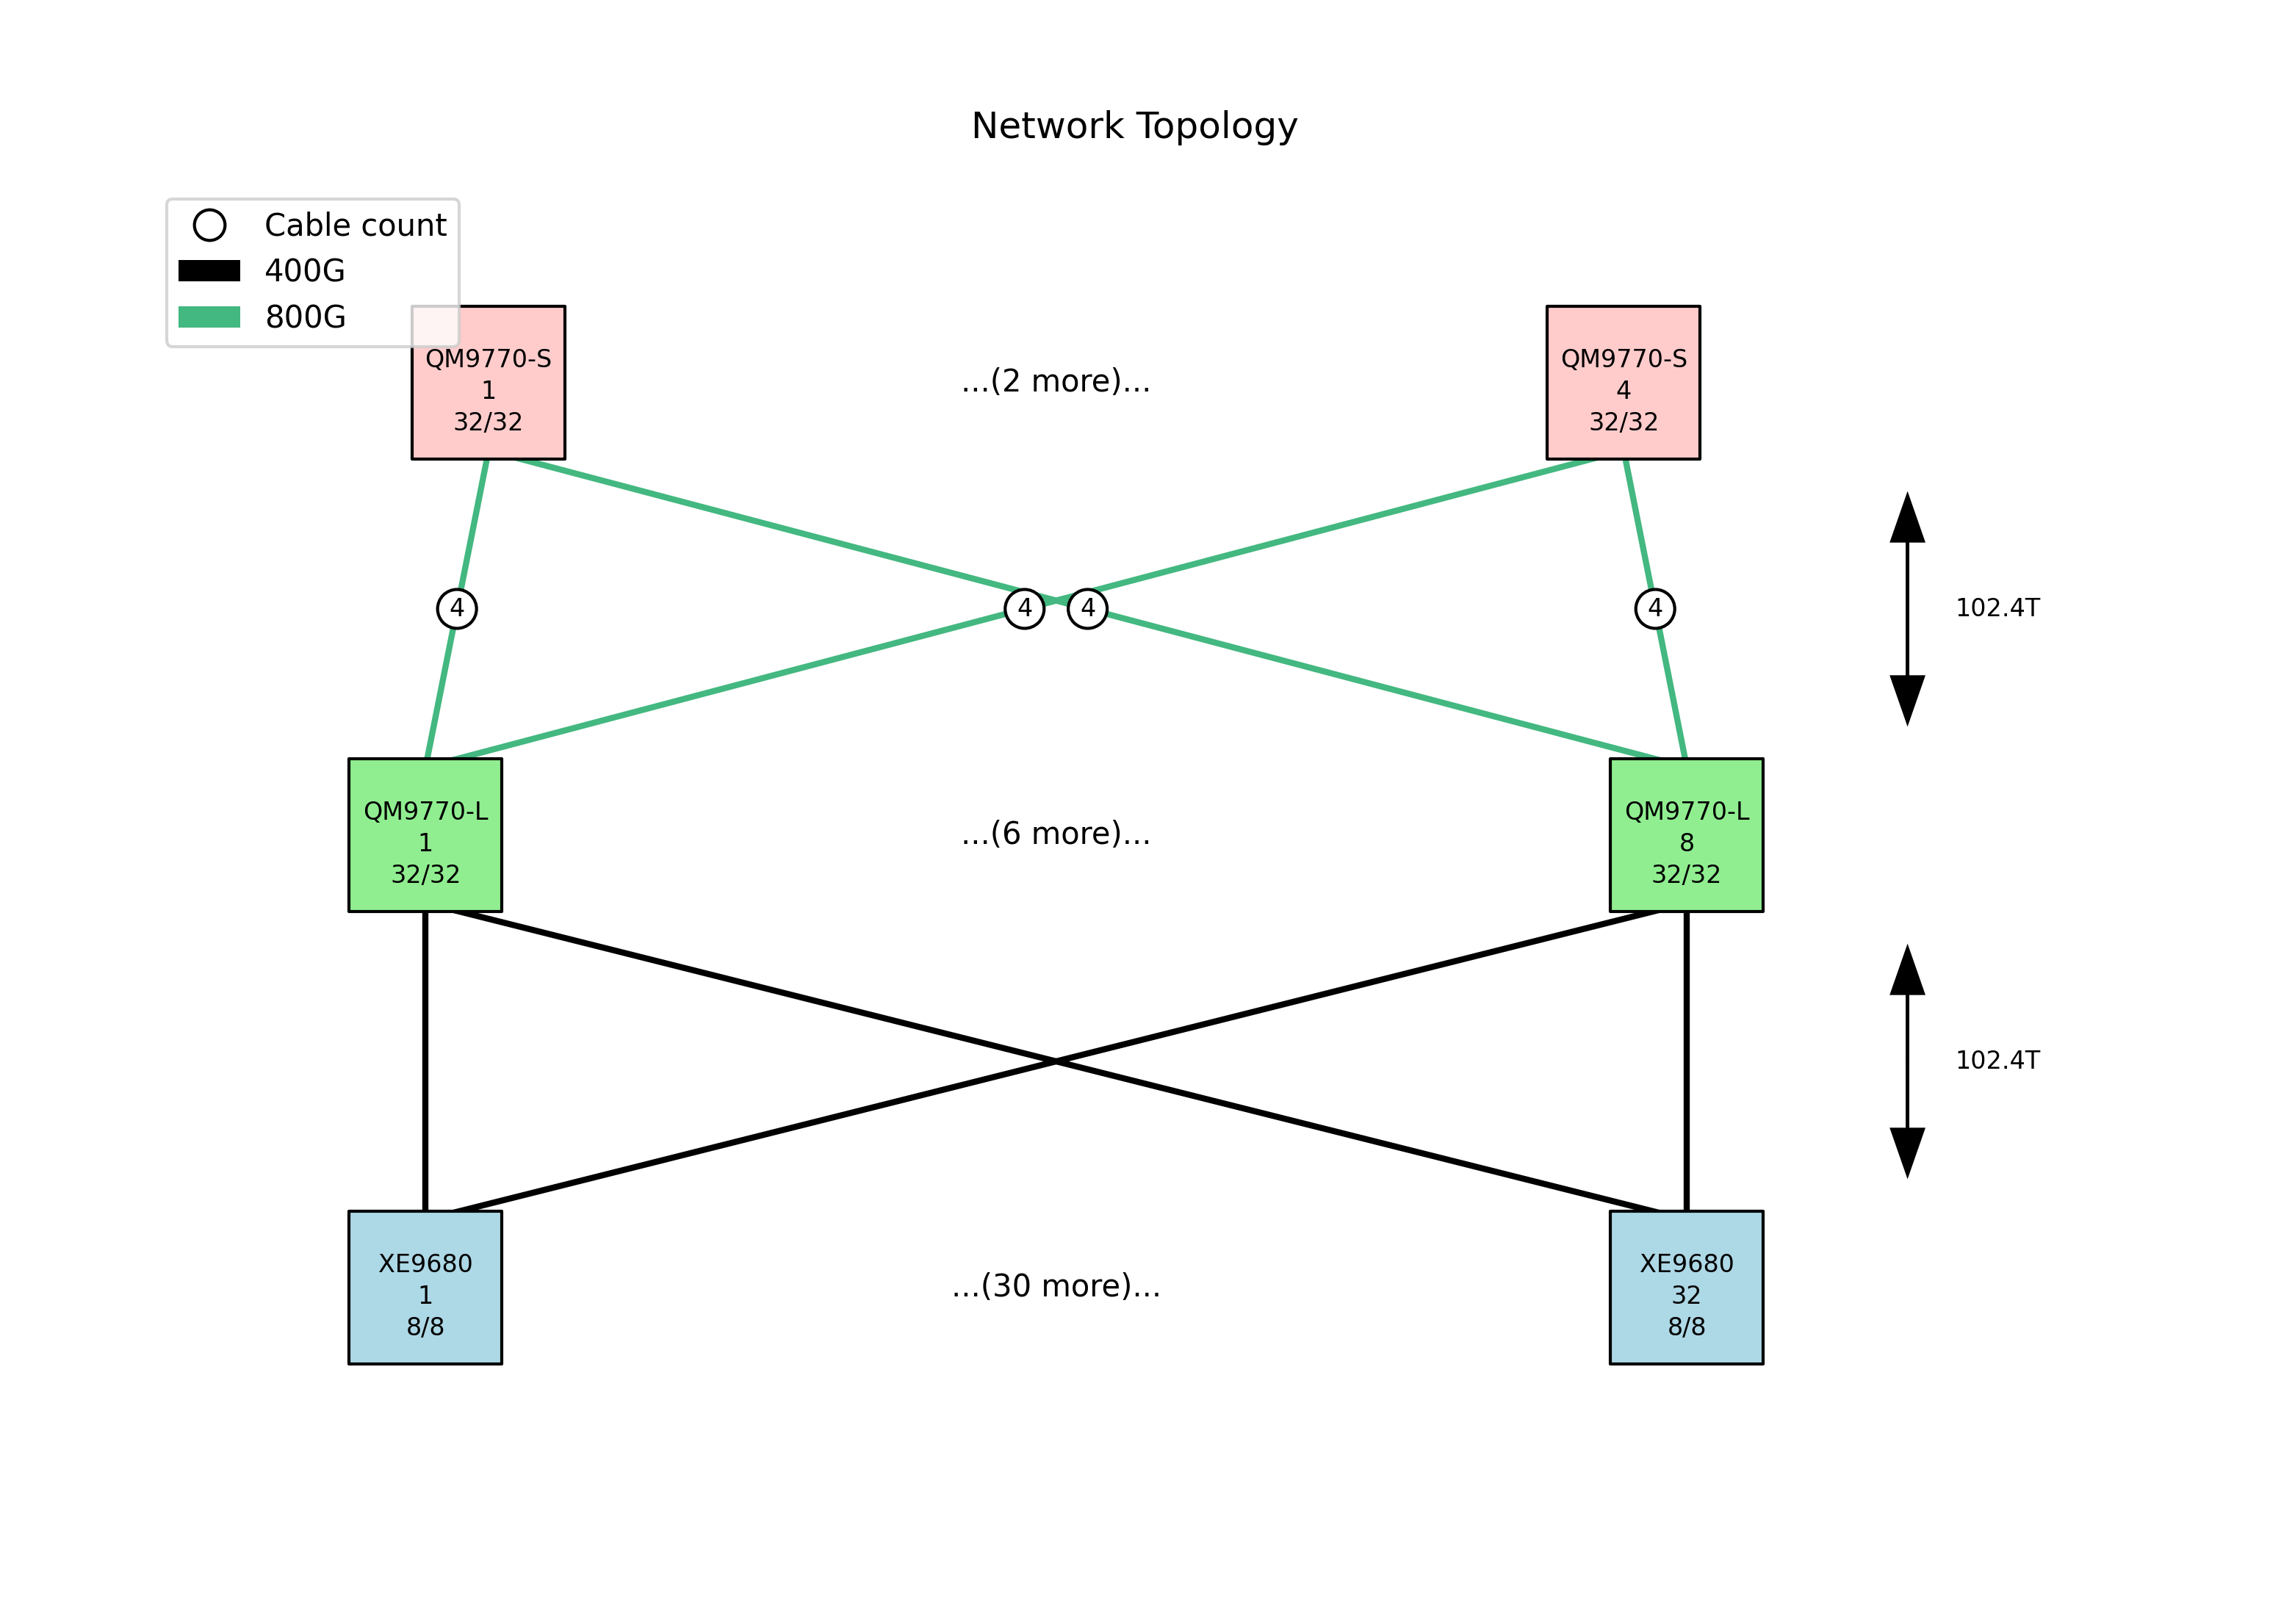 Network Topology
Cable count
400G
800G
QM9770-S
1
32/32
...(2 more)...
QM9770-S
4
32/32
4
4
4
4
102.4T
QM9770-L
1
32/32
...(6 more)...
QM9770-L
8
32/32
102.4T
XE9680
1
8/8
...(30 more)...
XE9680
32
8/8